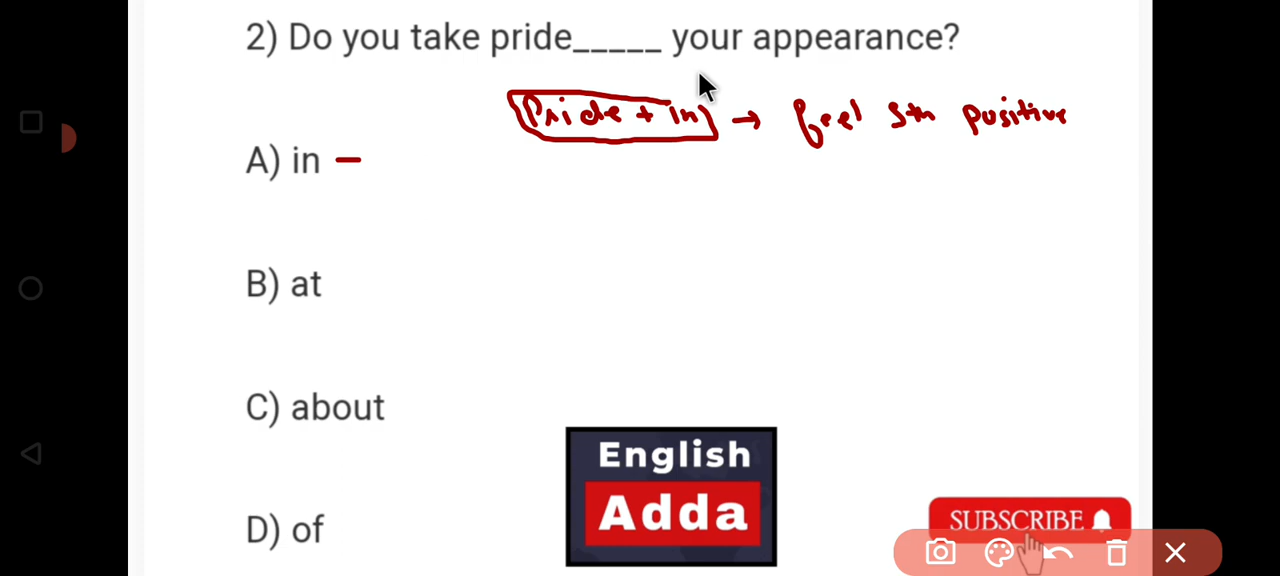 2) Do you take pride_____ your appearance?
Pride + in → feel sth positive
A) in –
B) at
C) about
D) of
English
Adda
SUBSCRIBE